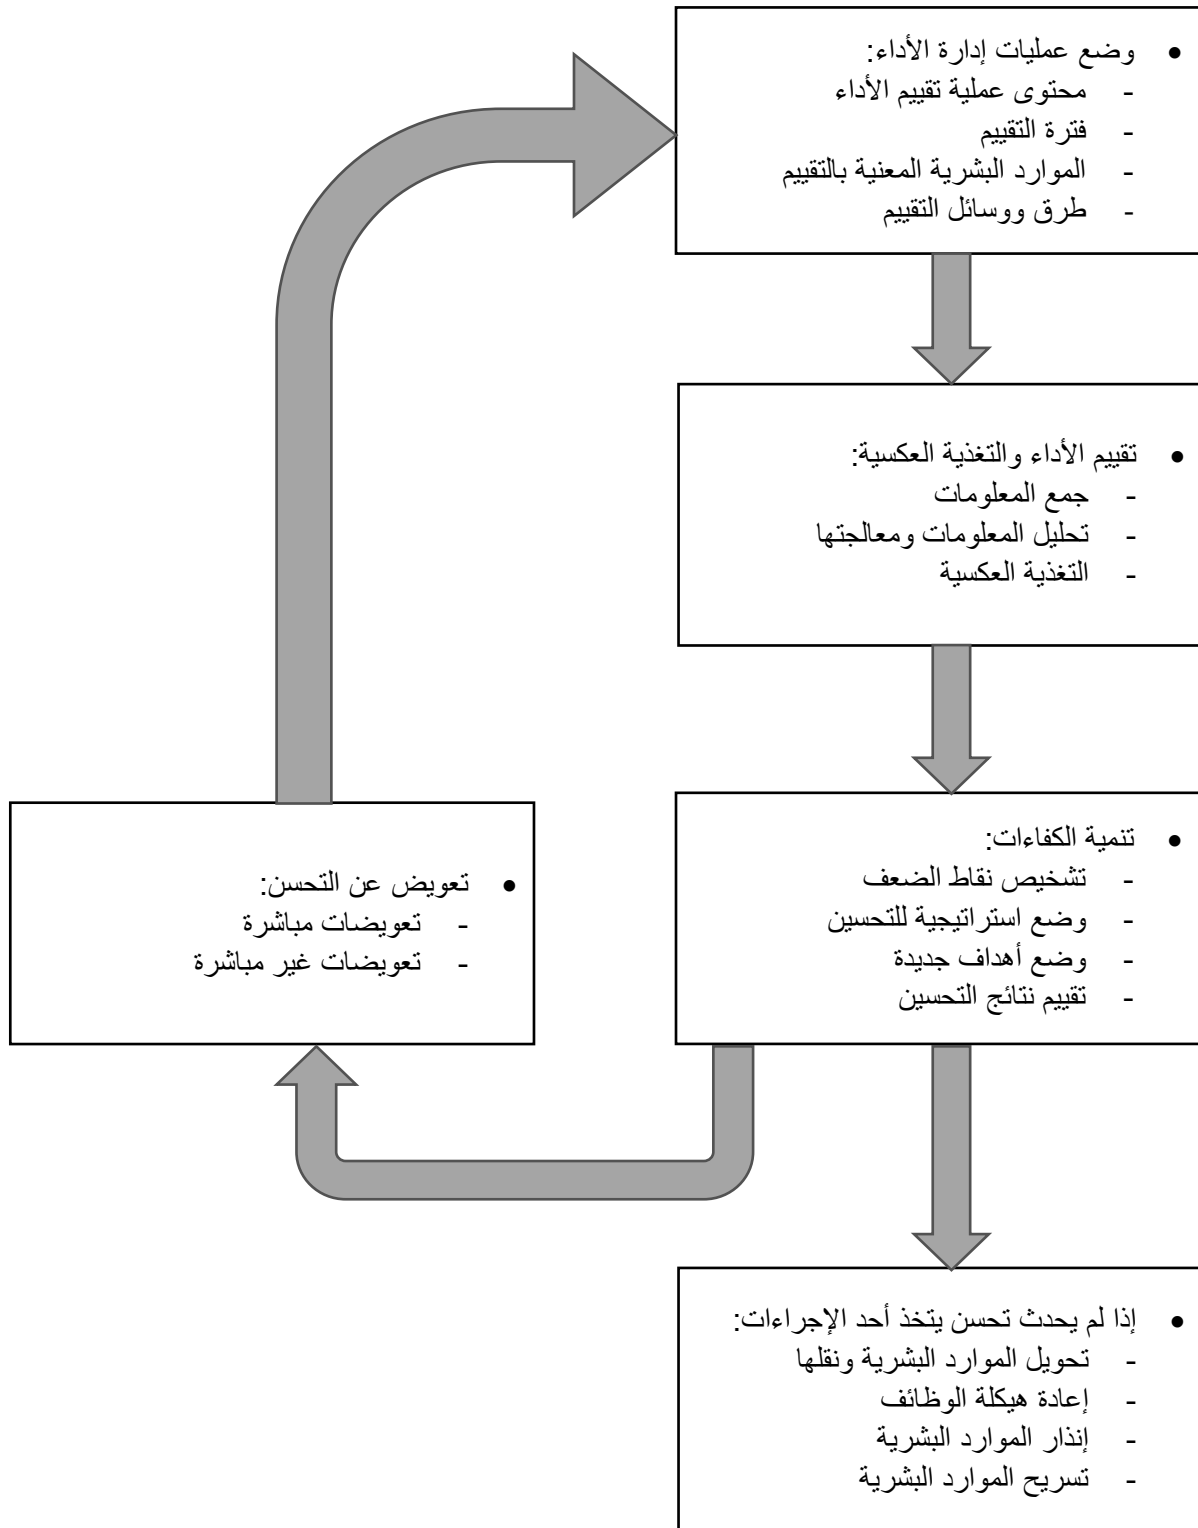 • وضع عمليات إدارة الأداء:
- محتوى عملية تقييم الأداء
- فترة التقييم
- الموارد البشرية المعنية بالتقييم
- طرق ووسائل التقييم
• تقييم الأداء والتغذية العكسية:
- جمع المعلومات
- تحليل المعلومات ومعالجتها
- التغذية العكسية
• تنمية الكفاءات:
- تشخيص نقاط الضعف
- وضع استراتيجية للتحسين
- وضع أهداف جديدة
- تقييم نتائج التحسين
• تعويض عن التحسن:
- تعويضات مباشرة
- تعويضات غير مباشرة
• إذا لم يحدث تحسن يتخذ أحد الإجراءات:
- تحويل الموارد البشرية ونقلها
- إعادة هيكلة الوظائف
- إنذار الموارد البشرية
- تسريح الموارد البشرية